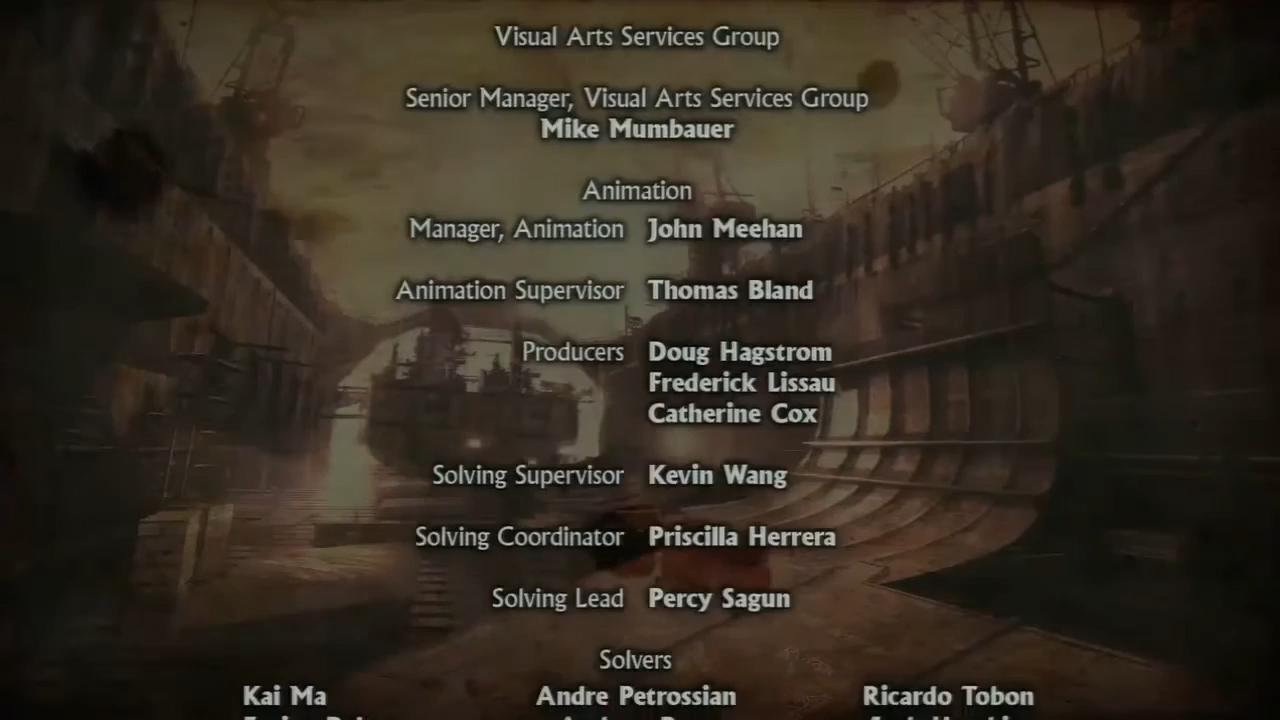 Visual Arts Services Group
Senior Manager, Visual Arts Services Group
Mike Mumbauer
Animation
Manager, Animation John Meehan
Animation Supervisor Thomas Bland
Producers Doug Hagstrom
Frederick Lissau
Catherine Cox
Solving Supervisor Kevin Wang
Solving Coordinator Priscilla Herrera
Solving Lead Percy Sagun
Solvers
Kai Ma Andre Petrossian Ricardo Tobon